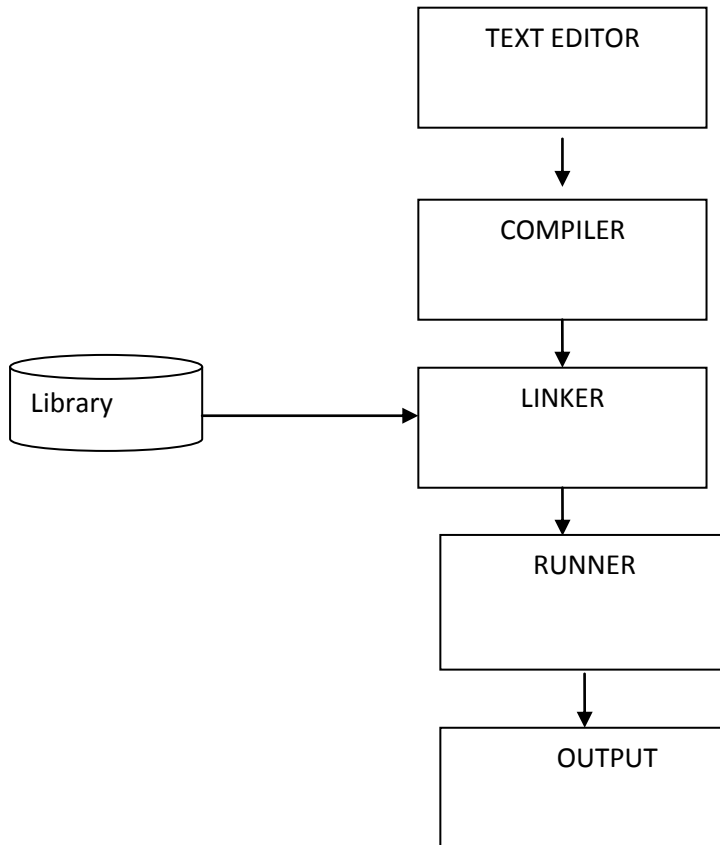 TEXT EDITOR
COMPILER
Library
LINKER
RUNNER
OUTPUT